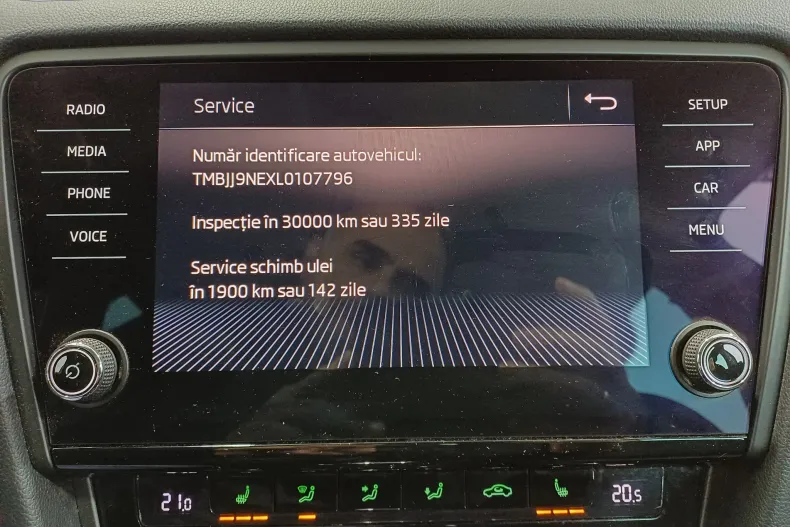 RADIO
MEDIA
PHONE
VOICE
Service
Număr identificare autovehicul:
TMBJJ9NEXL0107796
Inspecție în 30000 km sau 335 zile
Service schimb ulei
în 1900 km sau 142 zile
SETUP
APP
CAR
MENU
21.0
20.5